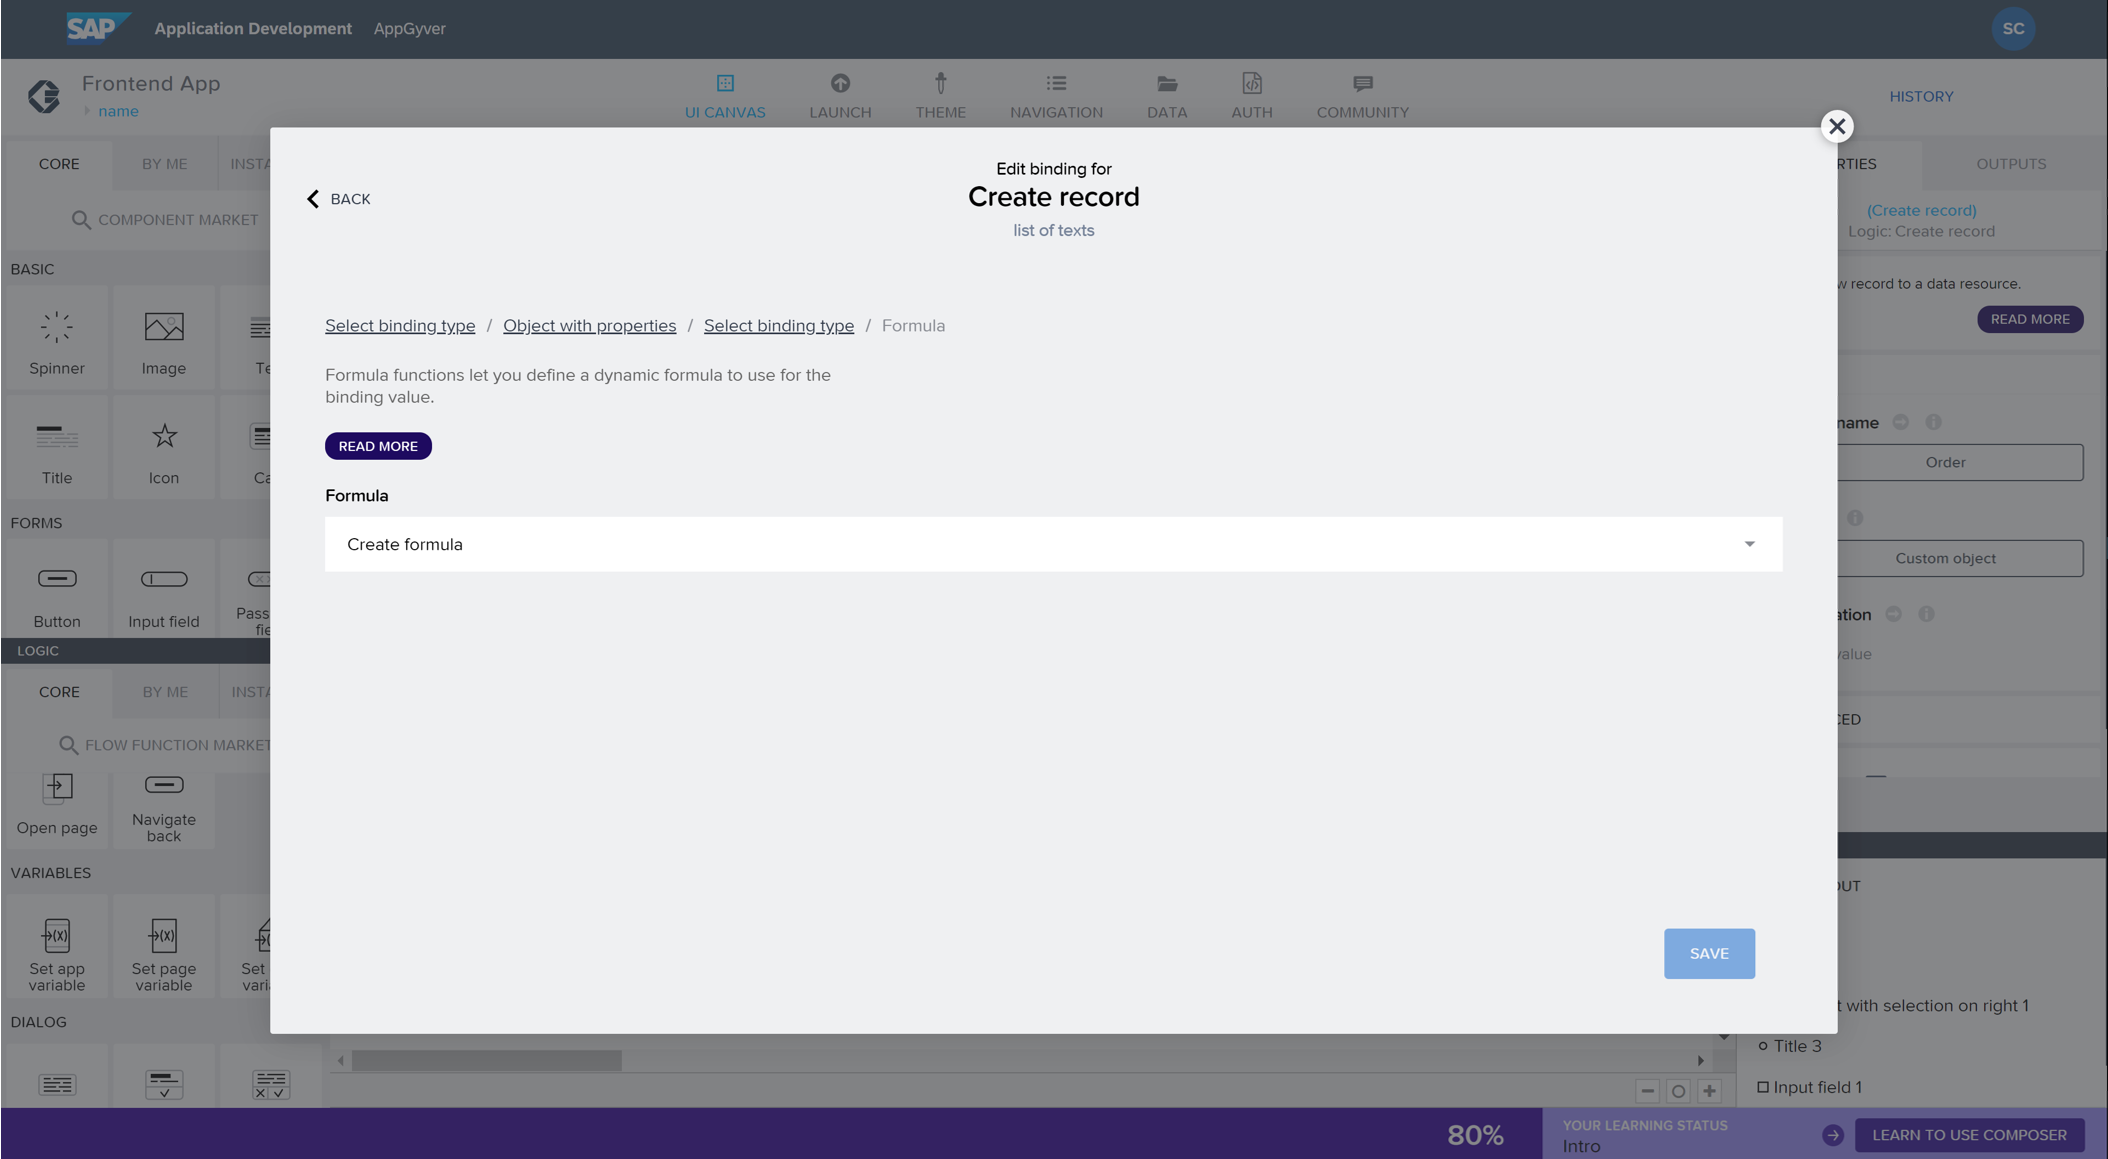 SAP Application Development AppGyver SC
Frontend App
name
UI CANVAS LAUNCH THEME NAVIGATION DATA AUTH COMMUNITY
HISTORY
CORE BY ME INSTA
COMPONENT MARKET
BASIC
Spinner Image Te
Title Icon Ca
FORMS
Button Input field Pass
fie
LOGIC
CORE BY ME INSTA
FLOW FUNCTION MARKET
Open page Navigate
back
VARIABLES
Set app
variable
Set page
variable
Set
vari
DIALOG
BACK
Edit binding for
Create record
list of texts
Select binding type / Object with properties / Select binding type / Formula
Formula functions let you define a dynamic formula to use for the
binding value.
READ MORE
Formula
Create formula
SAVE
RTIES OUTPUTS
(Create record)
Logic: Create record
w record to a data resource.
READ MORE
name
Order
Custom object
ation
value
CED
OUT
t with selection on right 1
Title 3
Input field 1
80%
YOUR LEARNING STATUS
Intro
LEARN TO USE COMPOSER